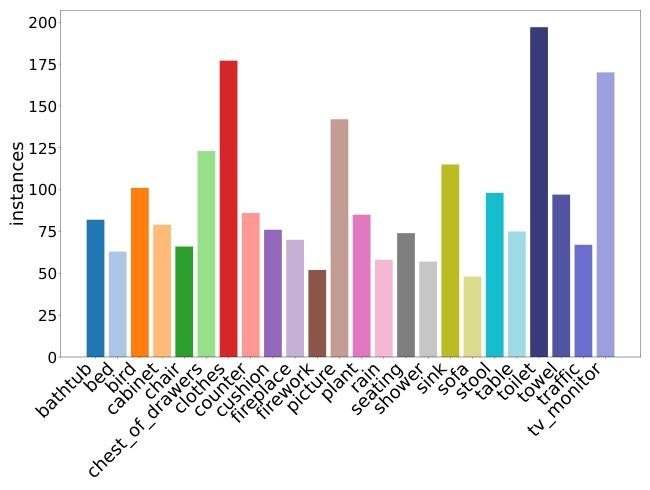 instances
200
175
150
125
100
75
50
25
0
bathtub
bed
bird
cabinet
chair
chest_of_drawers
clothes
counter
cushion
fireplace
firework
picture
plant
rain
seating
shower
sink
sofa
stool
table
toilet
towel
traffic
tv_monitor